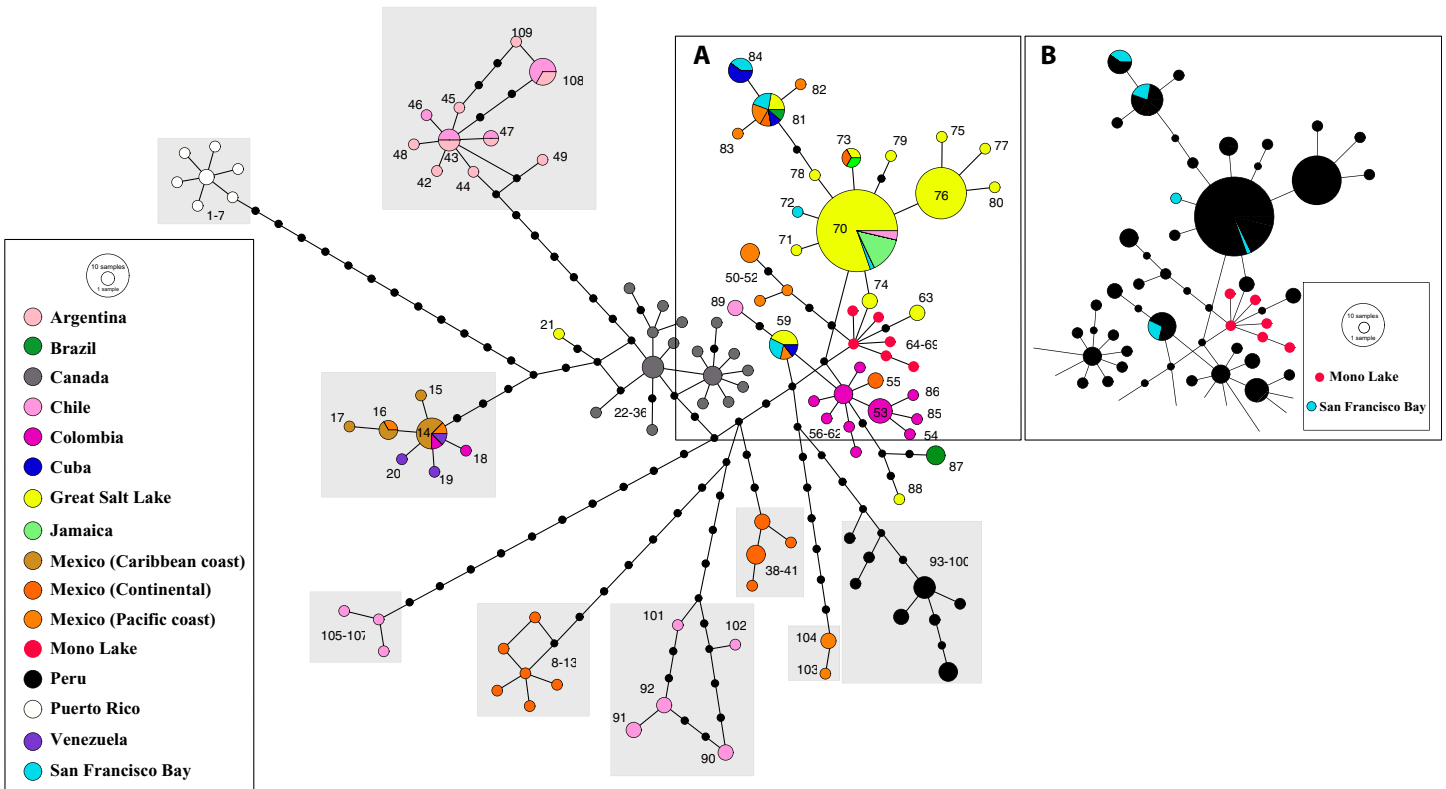 109
108
46
45
47
48
43
49
42
44
1-7
10 samples
1 sample
Argentina
Brazil
Canada
Chile
Colombia
Cuba
Great Salt Lake
Jamaica
Mexico (Caribbean coast)
Mexico (Continental)
Mexico (Pacific coast)
Mono Lake
Peru
Puerto Rico
Venezuela
San Francisco Bay
21
15
17
16
14
18
20
19
22-36
A
84
82
81
83
73
79
75
77
78
76
80
72
70
71
50-52
74
63
89
59
64-69
55
86
53
85
56-62
54
87
88
38-41
93-100
101
102
105-107
8-13
104
103
92
91
90
B
10 samples
1 sample
Mono Lake
San Francisco Bay